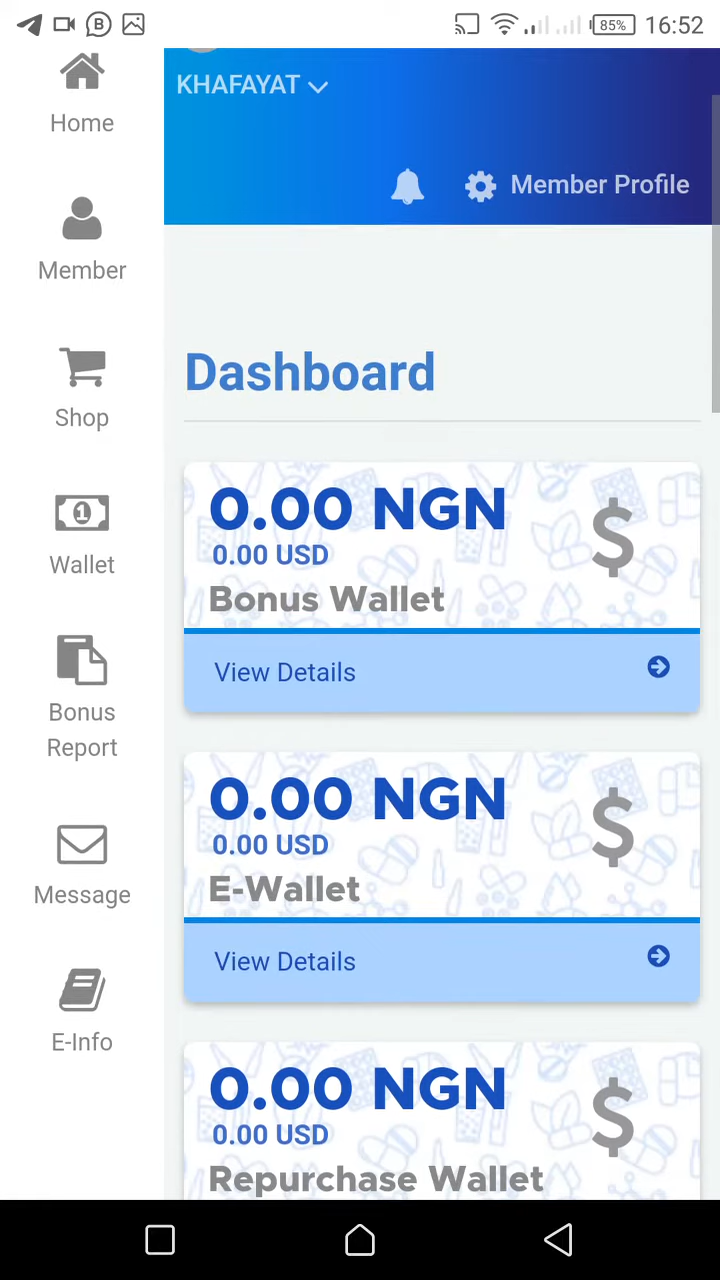 85% 16:52
KHAFAYAT
Member Profile
Home
Member
Shop
Wallet
Bonus
Report
Message
E-Info
Dashboard
0.00 NGN
0.00 USD
Bonus Wallet
View Details
0.00 NGN
0.00 USD
E-Wallet
View Details
0.00 NGN
0.00 USD
Repurchase Wallet